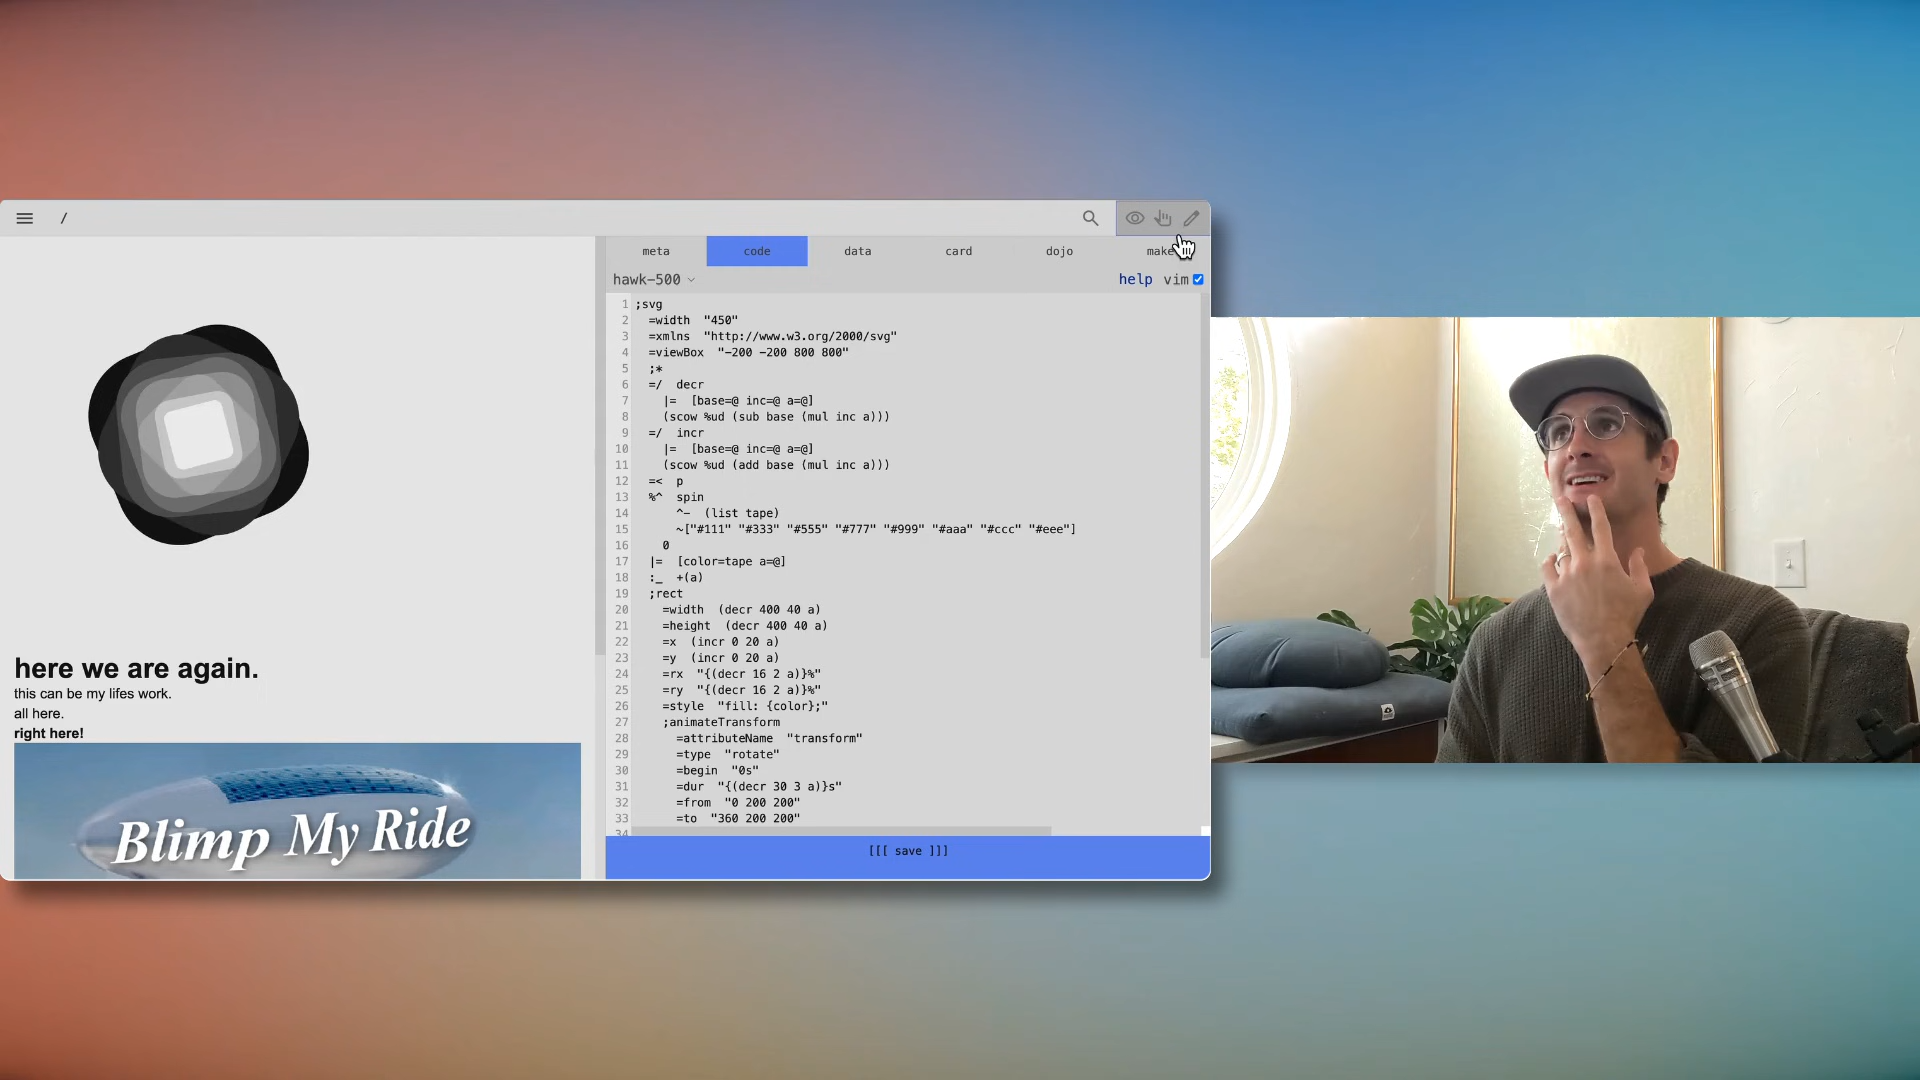 /
meta code data card dojo make
hawk-500 help vim
1 ;svg
2 =width "450"
3 =xmlns "http://www.w3.org/2000/svg"
4 =viewBox "-200 -200 800 800"
5 ;*
6 =/ decr
7 |= [base=@ inc=@ a=@]
8 (scow %ud (sub base (mul inc a)))
9 =/ incr
10 |= [base=@ inc=@ a=@]
11 (scow %ud (add base (mul inc a)))
12 =< p
13 %^ spin
14 ^- (list tape)
15 ~["#111" "#333" "#555" "#777" "#999" "#aaa" "#ccc" "#eee"]
16 0
17 |= [color=tape a=@]
18 :_ +(a)
19 ;rect
20 =width (decr 400 40 a)
21 =height (decr 400 40 a)
22 =x (incr 0 20 a)
23 =y (incr 0 20 a)
24 =rx "{(decr 16 2 a)}%"
25 =ry "{(decr 16 2 a)}%"
26 =style "fill: {color};"
27 ;animateTransform
28 =attributeName "transform"
29 =type "rotate"
30 =begin "0s"
31 =dur "{(decr 30 3 a)}s"
32 =from "0 200 200"
33 =to "360 200 200"
34
[[[ save ]]]
here we are again.
this can be my lifes work.
all here.
right here!
Blimp My Ride